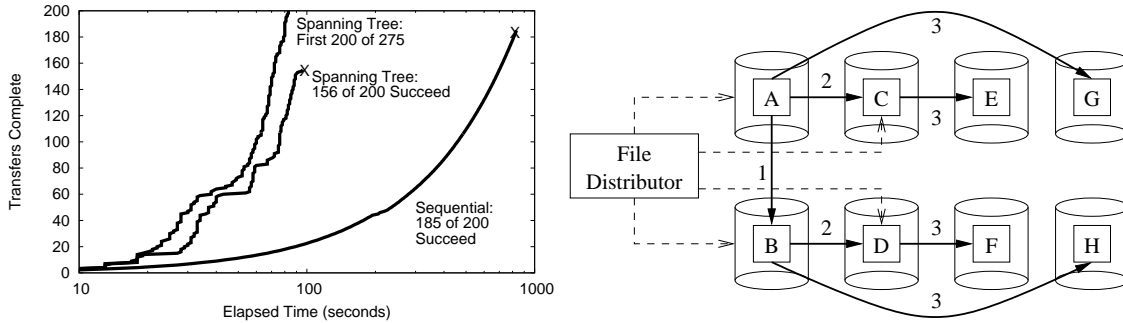 200
180
160
140
120
100
80
60
40
20
0
Transfers Complete
10
100
1000
Elapsed Time (seconds)
Spanning Tree:
First 200 of 275
X
Spanning Tree:
156 of 200 Succeed
X
Sequential:
185 of 200
Succeed
File
Distributor
3
A
2
C
3
E
G
1
B
2
D
3
F
H
3